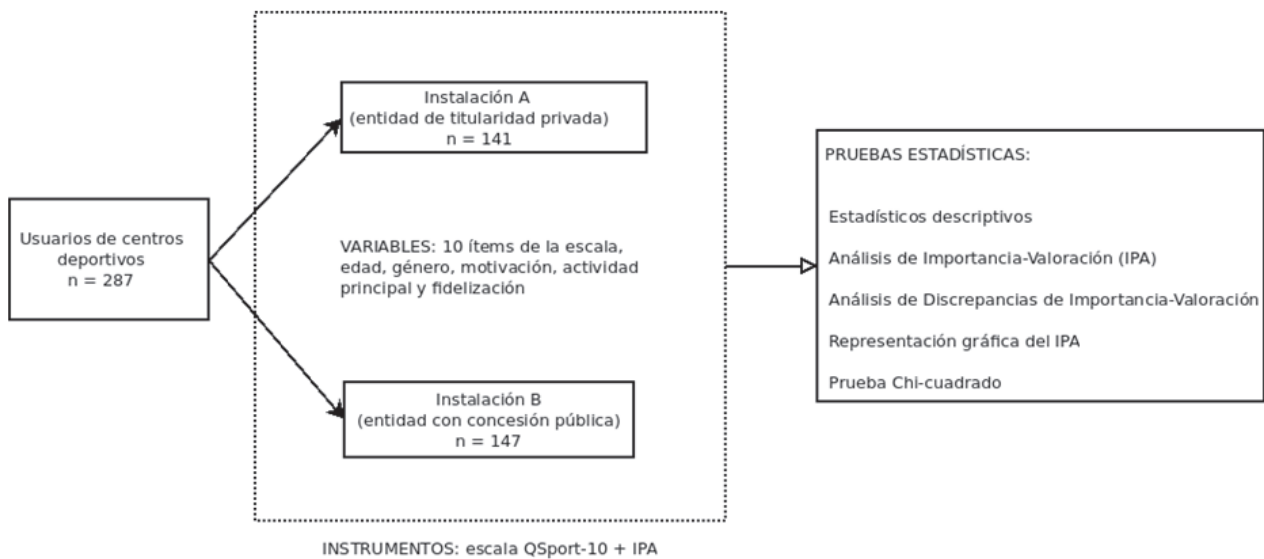 Usuarios de centros
deportivos
n = 287
Instalación A
(entidad de titularidad privada)
n = 141
VARIABLES: 10 ítems de la escala,
edad, género, motivación, actividad
principal y fidelización
Instalación B
(entidad con concesión pública)
n = 147
INSTRUMENTOS: escala QSport-10 + IPA
PRUEBAS ESTADÍSTICAS:
Estadísticos descriptivos
Análisis de Importancia-Valoración (IPA)
Análisis de Discrepancias de Importancia-Valoración
Representación gráfica del IPA
Prueba Chi-cuadrado